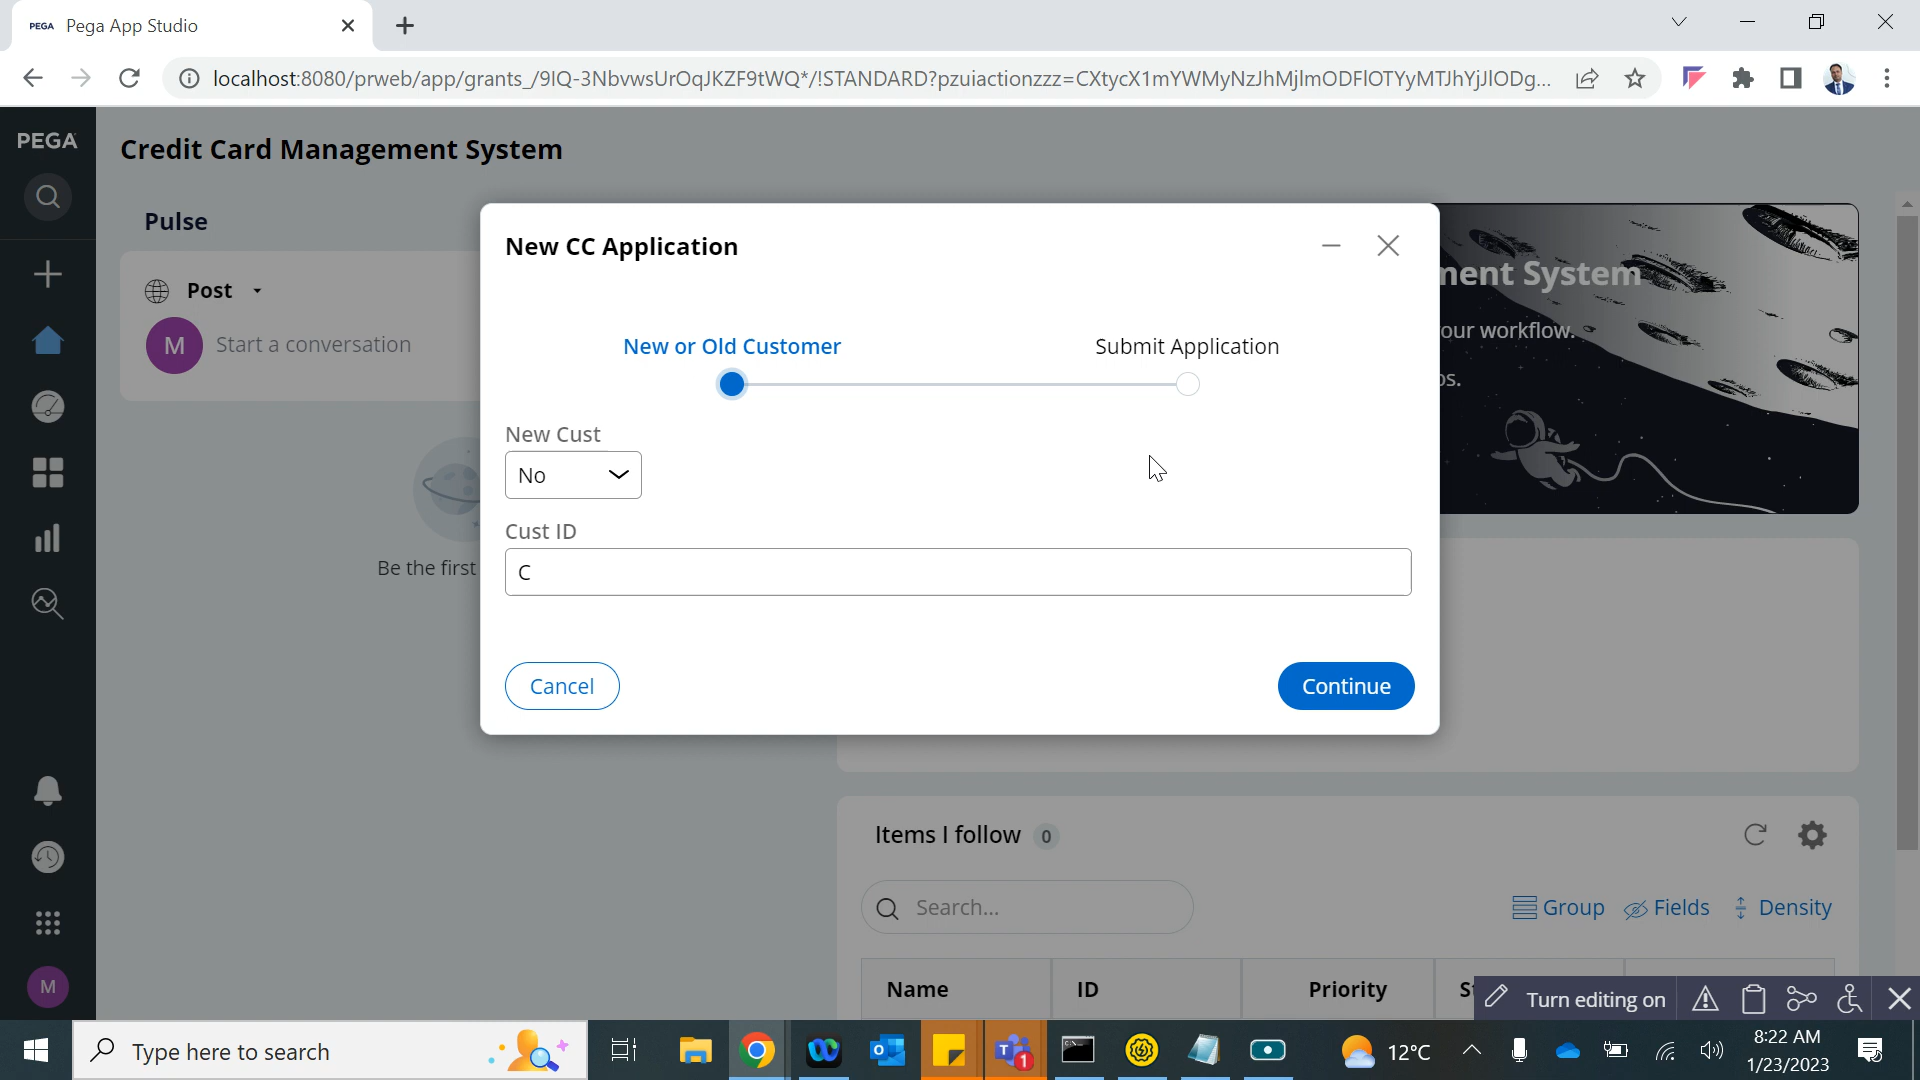 PEGA Pega App Studio
localhost:8080/prweb/app/grants_/9IQ-3NbvwsUrOqJKZF9tWQ*/!STANDARD?pzuiactionzzz=CXtycX1mYWMyNzJhMjlmODFlOTYyMTJhYjJlODg...
PEGA
Credit Card Management System
Pulse
Post
M
Start a conversation
Be the first
New CC Application
New or Old Customer
Submit Application
New Cust
No
Cust ID
C
Cancel
Continue
ment System
our workflow.
os.
Items I follow 0
Search...
Group
Fields
Density
Name
ID
Priority
St
M
Turn editing on
Type here to search
1
12°C
8:22 AM
1/23/2023